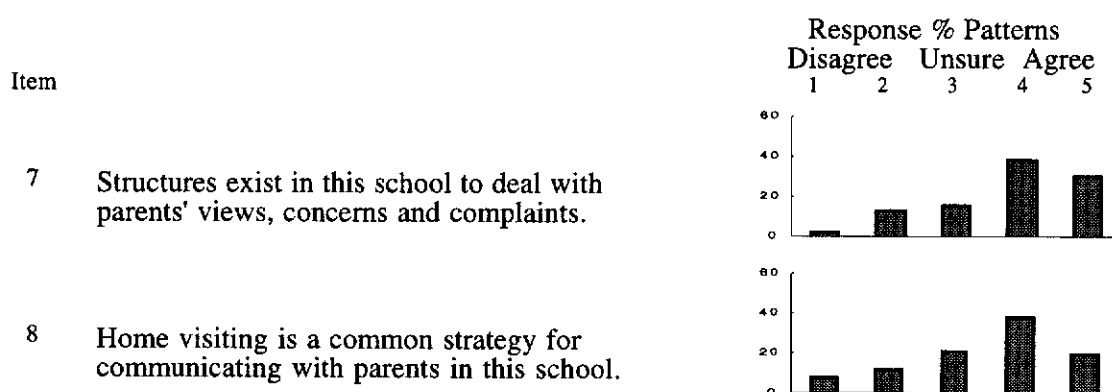 Response % Patterns
Disagree Unsure Agree
Item
1 2 3 4 5
60
40
20
0
7 Structures exist in this school to deal with
parents' views, concerns and complaints.
60
40
20
0
8 Home visiting is a common strategy for
communicating with parents in this school.